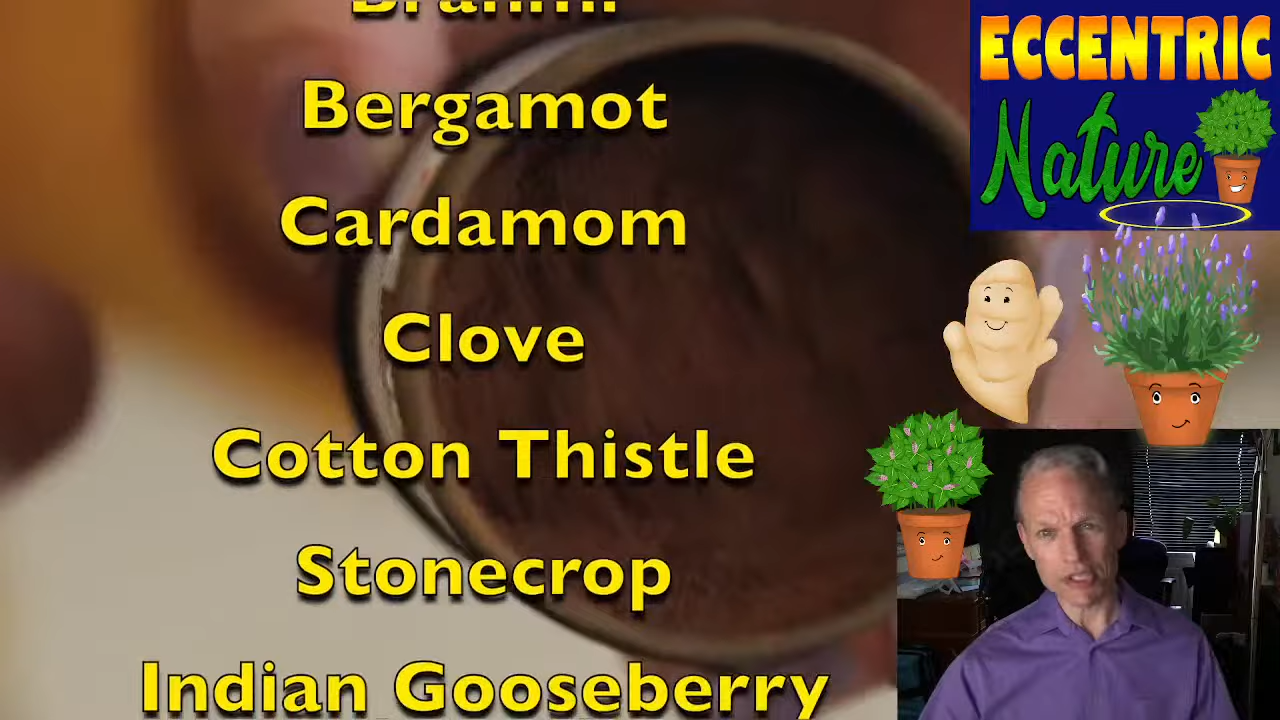 Bergamot
Cardamom
Clove
Cotton Thistle
Stonecrop
Indian Gooseberry
ECCENTRIC
Nature